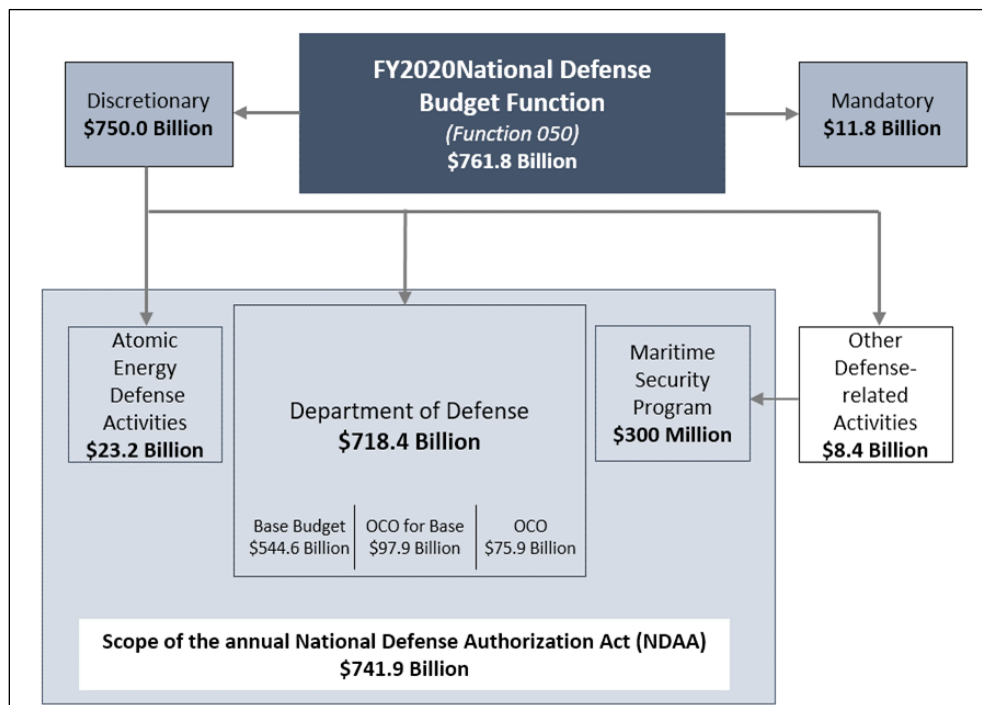 FY2020National Defense
Budget Function
(Function 050)
$761.8 Billion
Discretionary
$750.0 Billion
Mandatory
$11.8 Billion
Atomic
Energy
Defense
Activities
$23.2 Billion
Department of Defense
$718.4 Billion
Base Budget
$544.6 Billion
OCO for Base
$97.9 Billion
OCO
$75.9 Billion
Maritime
Security
Program
$300 Million
Other
Defense-
related
Activities
$8.4 Billion
Scope of the annual National Defense Authorization Act (NDAA)
$741.9 Billion